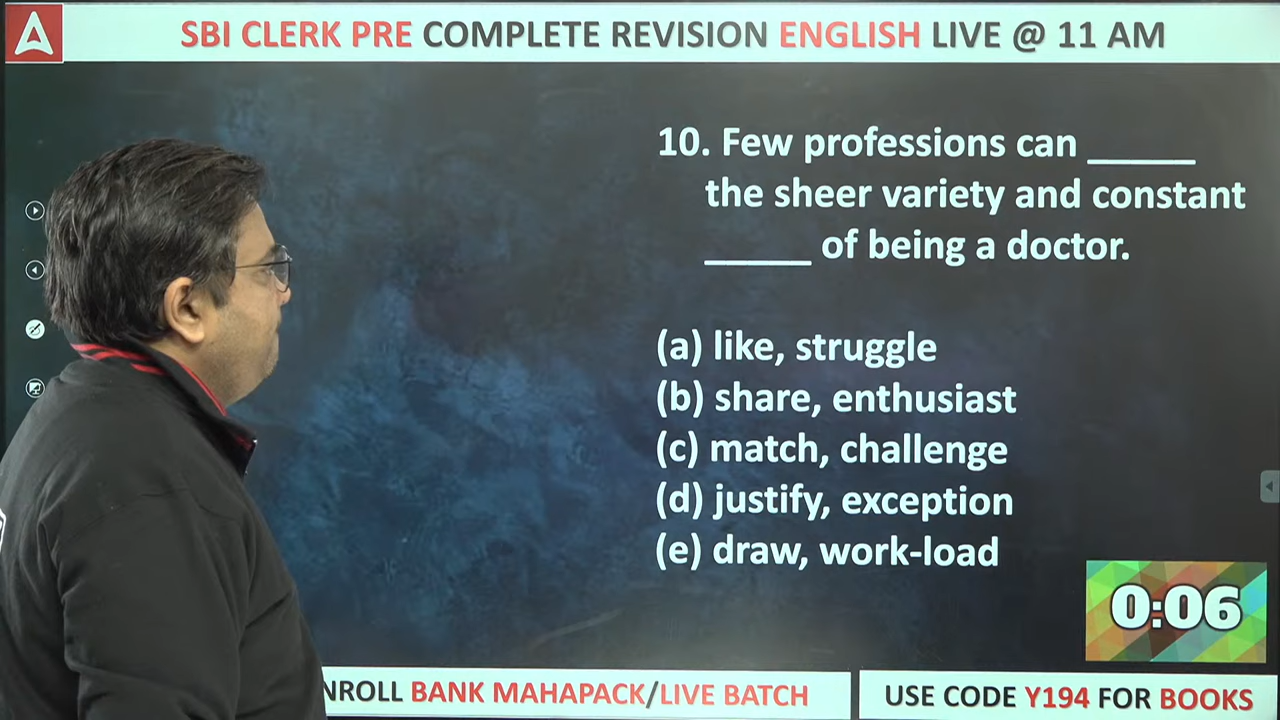 SBI CLERK PRE COMPLETE REVISION ENGLISH LIVE @ 11 AM
10. Few professions can ______
the sheer variety and constant
______ of being a doctor.
(a) like, struggle
(b) share, enthusiast
(c) match, challenge
(d) justify, exception
(e) draw, work-load
0:06
NROLL BANK MAHAPACK/LIVE BATCH
USE CODE Y194 FOR BOOKS